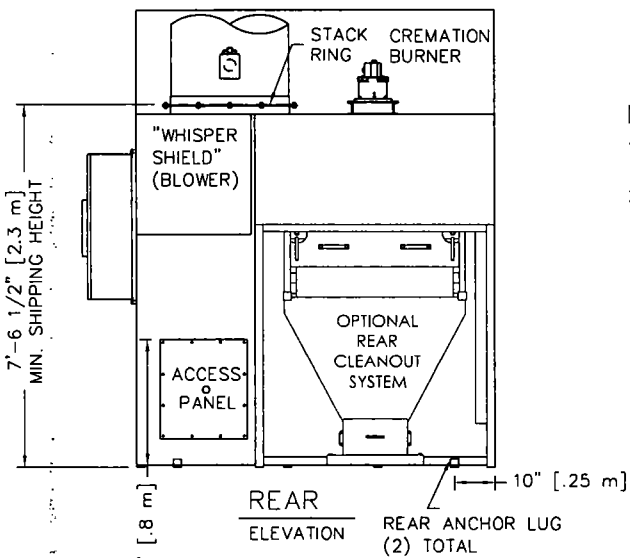 STACK RING
CREMATION BURNER
"WHISPER SHIELD" (BLOWER)
7'-6 1/2" [2.3 m]
MIN. SHIPPING HEIGHT
OPTIONAL
REAR
CLEANOUT
SYSTEM
ACCESS
PANEL
[.8 m]
10" [.25 m]
REAR
ELEVATION
REAR ANCHOR LUG
(2) TOTAL